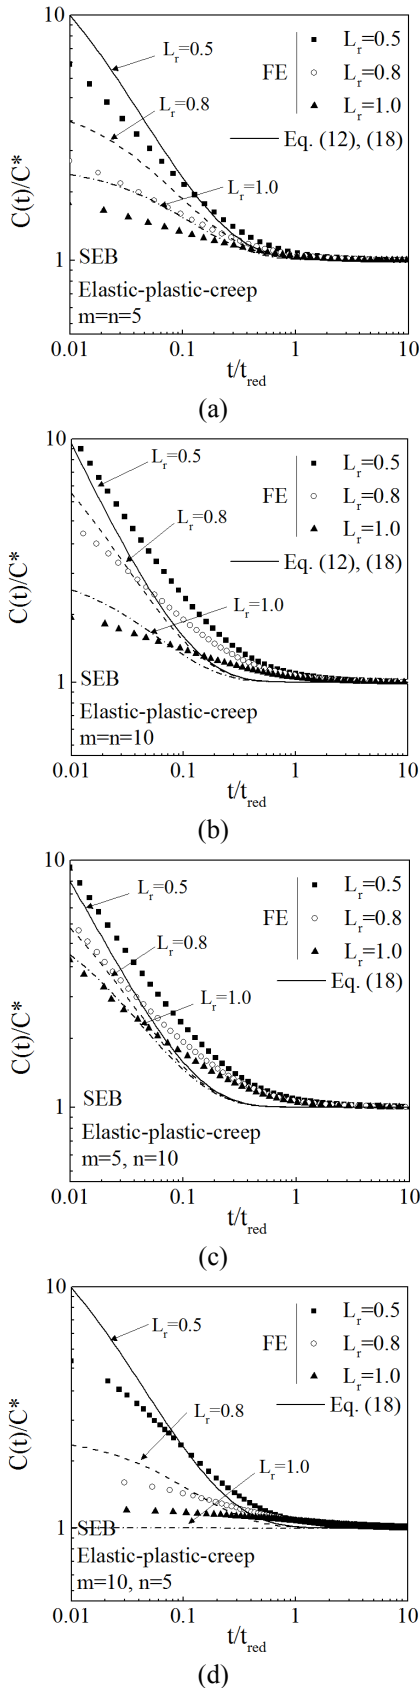 10
L_r=0.5
L_r=0.5
L_r=0.8
FE
L_r=0.8
L_r=1.0
L_r=1.0
Eq. (12), (18)
C(t)/C*
1
SEB
Elastic-plastic-creep
m=n=5
0.01
0.1
1
10
t/t_red
(a)
10
L_r=0.5
L_r=0.5
FE
L_r=0.8
L_r=0.8
L_r=1.0
Eq. (12), (18)
L_r=1.0
C(t)/C*
1
SEB
Elastic-plastic-creep
m=n=10
0.01
0.1
1
10
t/t_red
(b)
10
L_r=0.5
L_r=0.5
FE
L_r=0.8
L_r=0.8
L_r=1.0
Eq. (18)
L_r=1.0
C(t)/C*
1
SEB
Elastic-plastic-creep
m=5, n=10
0.01
0.1
1
10
t/t_red
(c)
10
L_r=0.5
L_r=0.5
FE
L_r=0.8
L_r=1.0
Eq. (18)
L_r=0.8
L_r=1.0
C(t)/C*
1
SEB
Elastic-plastic-creep
m=10, n=5
0.01
0.1
1
10
t/t_red
(d)